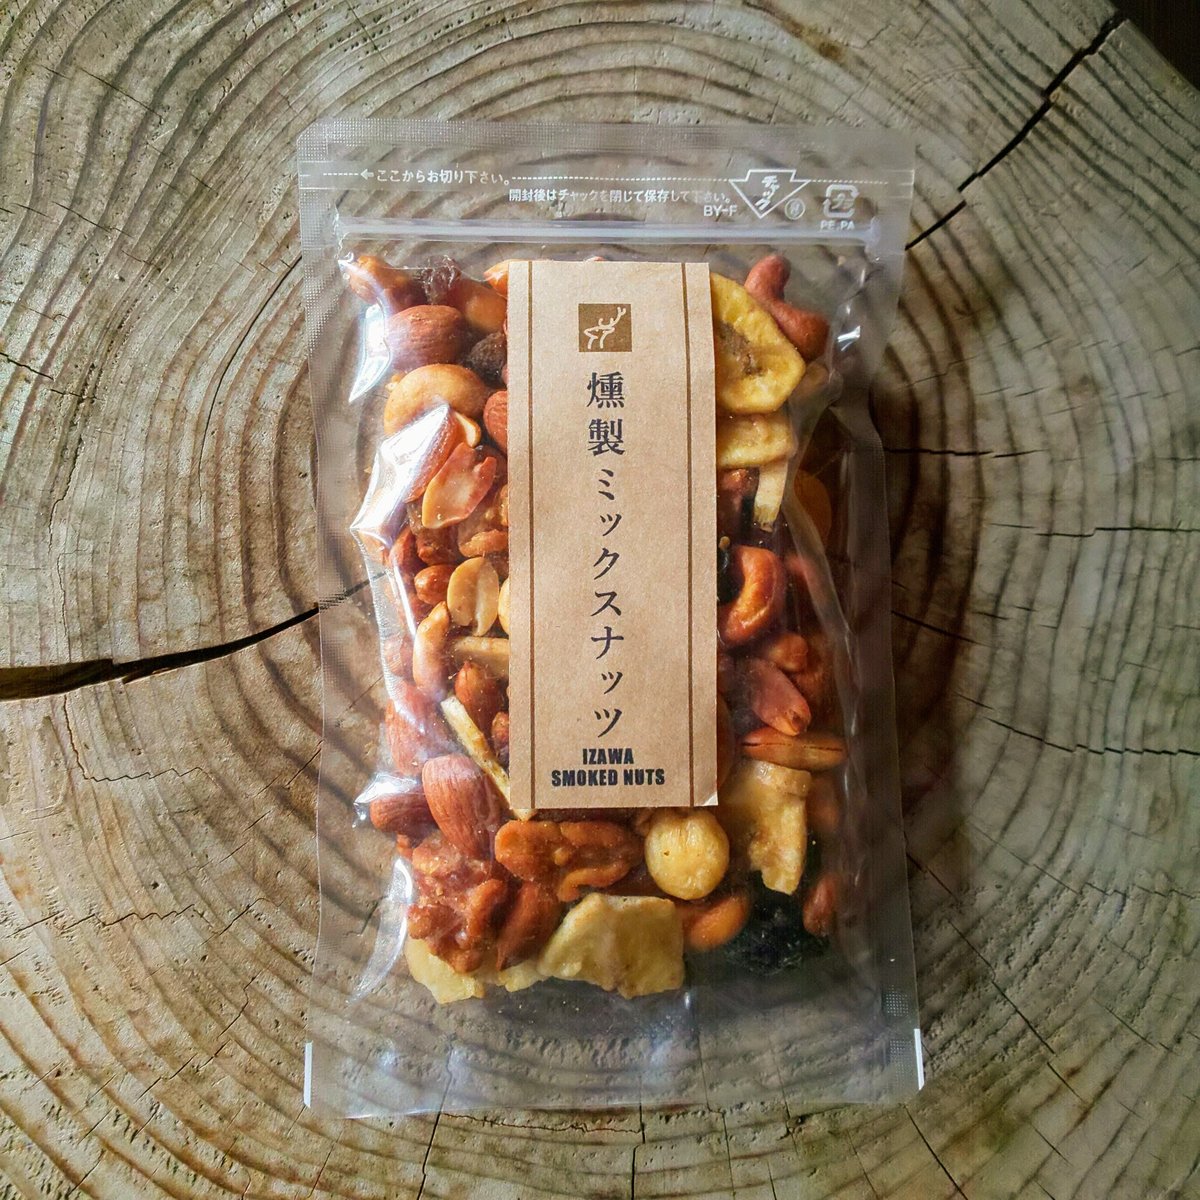 ←ここからお切り下さい。
開封後はチャックを閉じて保存して下さい。
BY-F
チャック
プラ
PE,PA
燻製ミックスナッツ
IZAWA
SMOKED NUTS